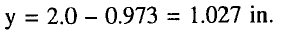 y = 2.0 – 0.973 = 1.027 in.